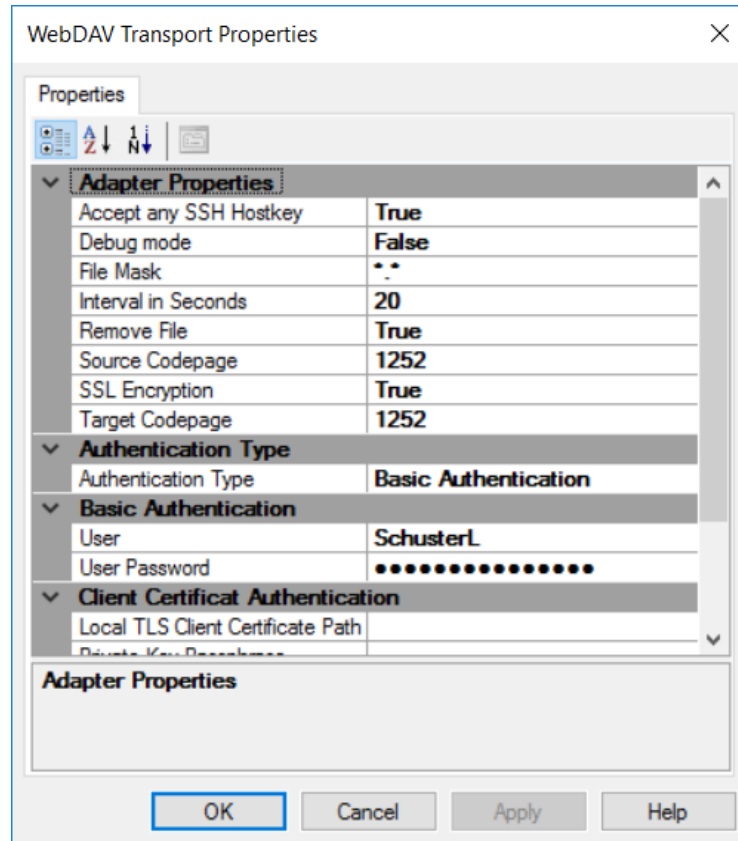 WebDAV Transport Properties
Properties
Adapter Properties
Accept any SSH Hostkey True
Debug mode False
File Mask *.*
Interval in Seconds 20
Remove File True
Source Codepage 1252
SSL Encryption True
Target Codepage 1252
Authentication Type
Authentication Type Basic Authentication
Basic Authentication
User SchusterL
User Password ●●●●●●●●●●●●●●●
Client Certificat Authentication
Local TLS Client Certificate Path
Private Key Passphrase
Adapter Properties
OK Cancel Apply Help